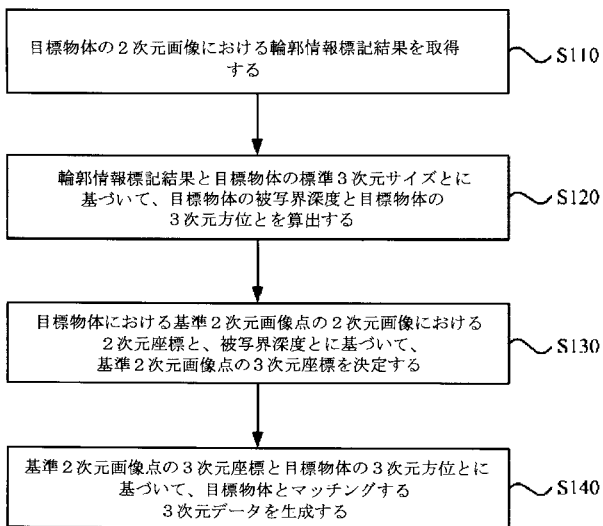 目標物体の２次元画像における輪郭情報標記結果を取得
する
S110
輪郭情報標記結果と目標物体の標準３次元サイズとに
基づいて、目標物体の被写界深度と目標物体の
３次元方位とを算出する
S120
目標物体における基準２次元画像点の２次元画像における
２次元座標と、被写界深度とに基づいて、
基準２次元画像点の３次元座標を決定する
S130
基準２次元画像点の３次元座標と目標物体の３次元方位とに
基づいて、目標物体とマッチングする
３次元データを生成する
S140